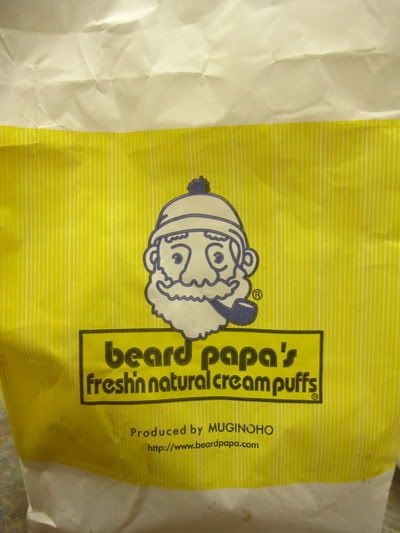 ®
beard papa's
fresh'n natural cream puffs®
Produced by MUGINOHO
http://www.beardpapa.com